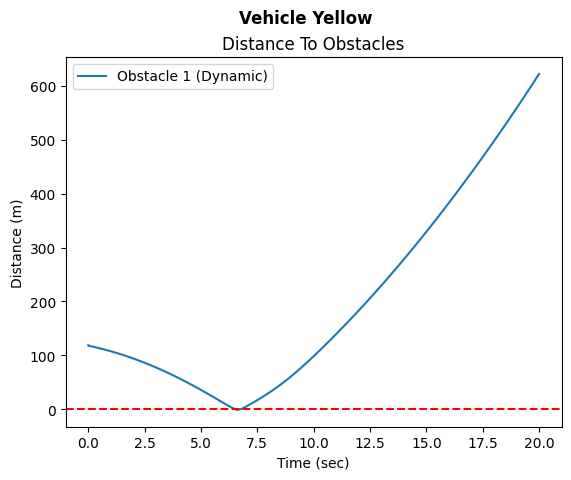 Vehicle Yellow
Distance To Obstacles
Obstacle 1 (Dynamic)
Distance (m)
600
500
400
300
200
100
0
0.0 2.5 5.0 7.5 10.0 12.5 15.0 17.5 20.0
Time (sec)